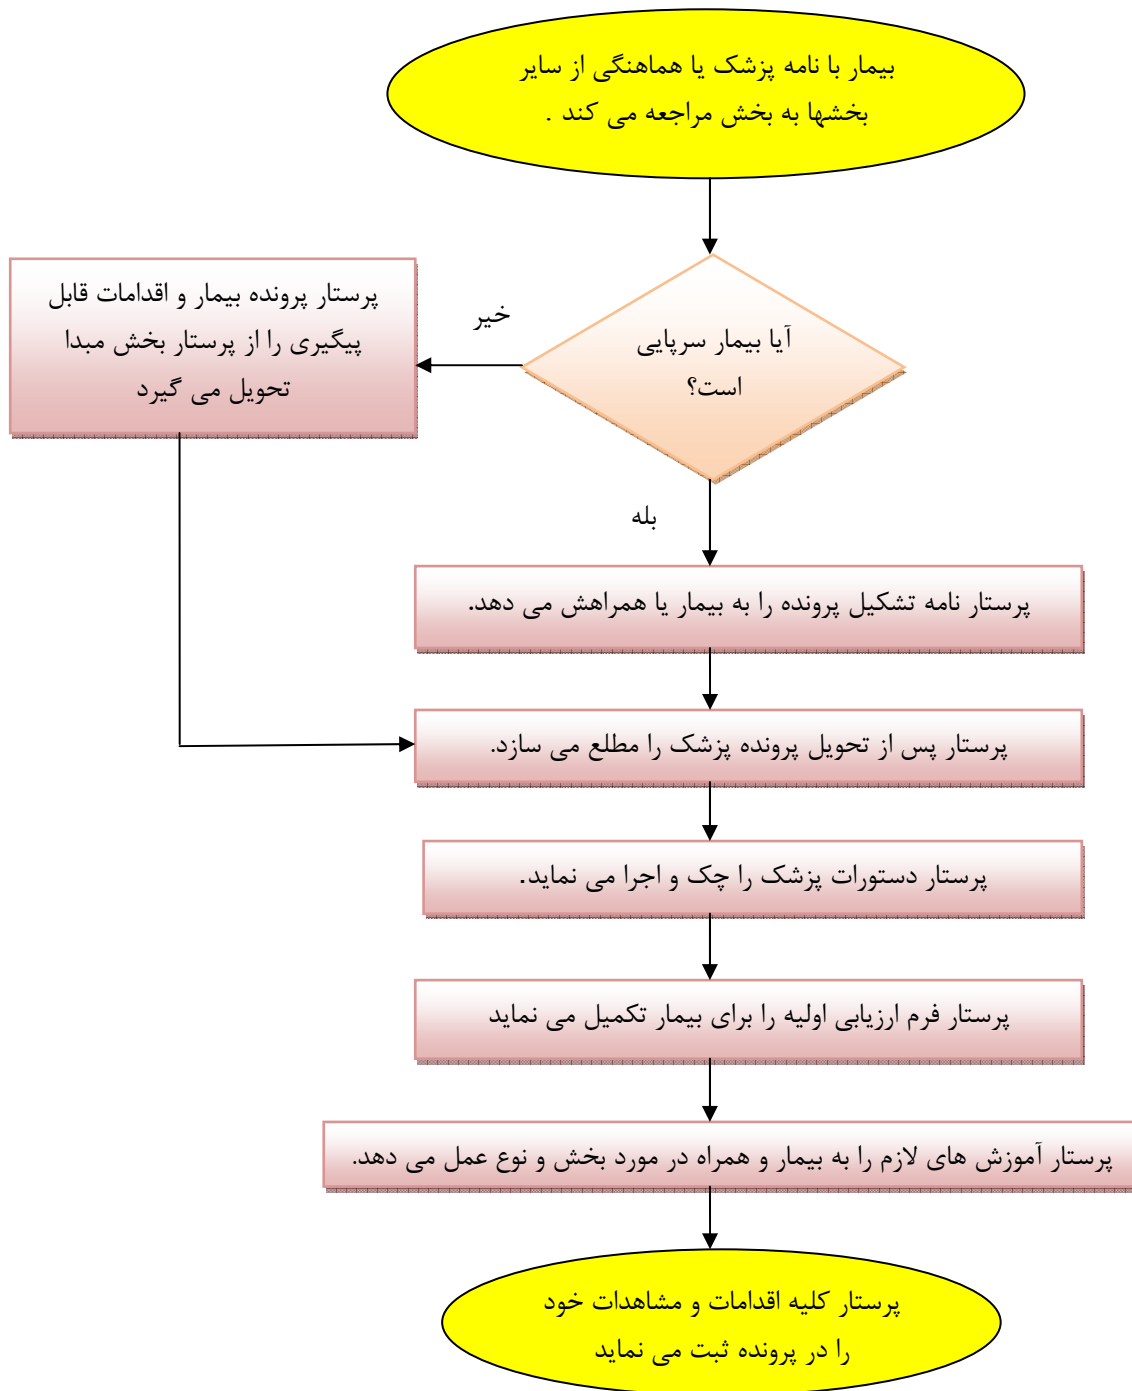 بیمار با نامه پزشک یا هماهنگی از سایر
بخشها به بخش مراجعه می کند .
آیا بیمار سرپایی
است؟
خیر
پرستار پرونده بیمار و اقدامات قابل
پیگیری را از پرستار بخش مبدا
تحویل می گیرد
بله
پرستار نامه تشکیل پرونده را به بیمار یا همراهش می دهد.
پرستار پس از تحویل پرونده پزشک را مطلع می سازد.
پرستار دستورات پزشک را چک و اجرا می نماید.
پرستار فرم ارزیابی اولیه را برای بیمار تکمیل می نماید
پرستار آموزش های لازم را به بیمار و همراه در مورد بخش و نوع عمل می دهد.
پرستار کلیه اقدامات و مشاهدات خود
را در پرونده ثبت می نماید